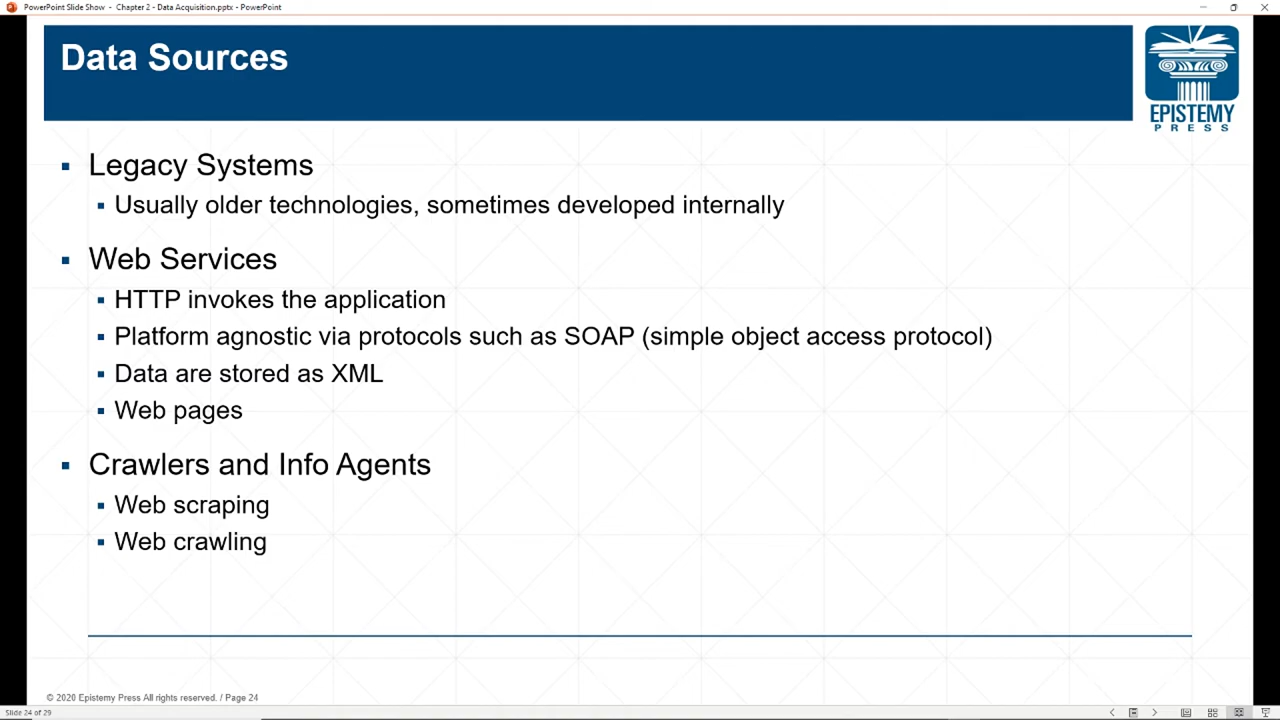 PowerPoint Slide Show - Chapter 2 - Data Acquisition.pptx - PowerPoint
Data Sources
EPISTEMY
PRESS
Legacy Systems
Usually older technologies, sometimes developed internally
Web Services
HTTP invokes the application
Platform agnostic via protocols such as SOAP (simple object access protocol)
Data are stored as XML
Web pages
Crawlers and Info Agents
Web scraping
Web crawling
© 2020 Epistemy Press All rights reserved. / Page 24
Slide 24 of 29